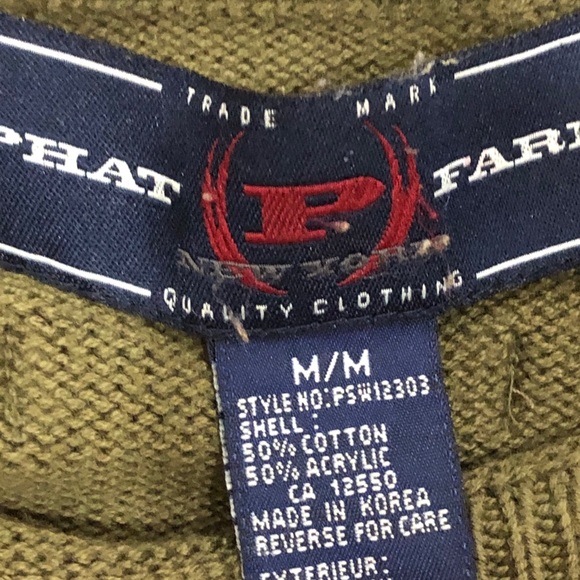 TRADE MARK
PHAT P FARM
NEW YORK
QUALITY CLOTHING
M/M
STYLE NO:PSW12303
SHELL:
50% COTTON
50% ACRYLIC
CA 12550
MADE IN KOREA
REVERSE FOR CARE
EXTERIEUR: